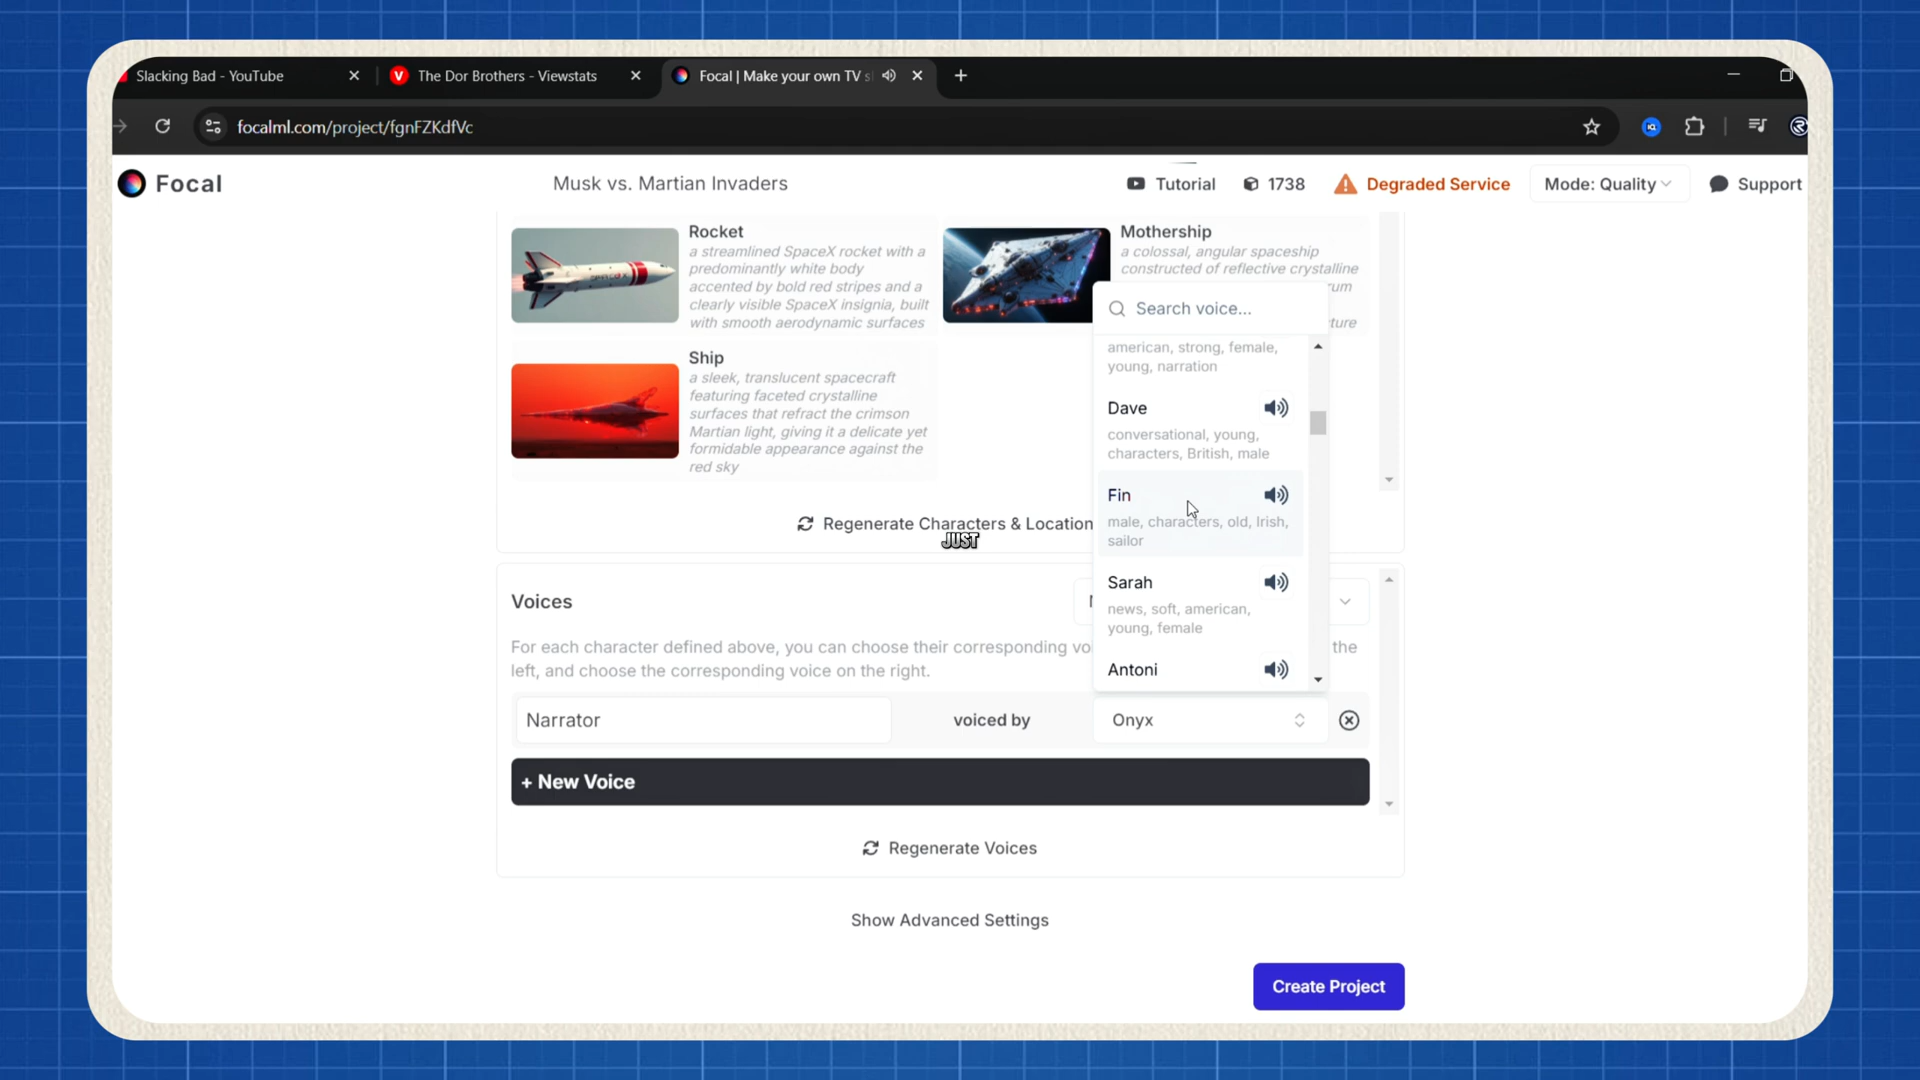 Slacking Bad - YouTube
The Dor Brothers - Viewstats
Focal | Make your own TV
focalml.com/project/fgnFZKdfVc
Focal
Musk vs. Martian Invaders
Tutorial
1738
Degraded Service
Mode: Quality
Support
Rocket
a streamlined SpaceX rocket with a
predominantly white body
accented by bold red stripes and a
clearly visible SpaceX insignia, built
with smooth aerodynamic surfaces
Mothership
a colossal, angular spaceship
constructed of reflective crystalline
Ship
a sleek, translucent spacecraft
featuring faceted crystalline
surfaces that refract the crimson
Martian light, giving it a delicate yet
formidable appearance against the
red sky
Search voice...
american, strong, female,
young, narration
Dave
conversational, young,
characters, British, male
Fin
male, characters, old, Irish,
sailor
Sarah
news, soft, american,
young, female
Antoni
Regenerate Characters & Location
JUST
Voices
For each character defined above, you can choose their corresponding vo the
left, and choose the corresponding voice on the right.
Narrator
voiced by
Onyx
+ New Voice
Regenerate Voices
Show Advanced Settings
Create Project